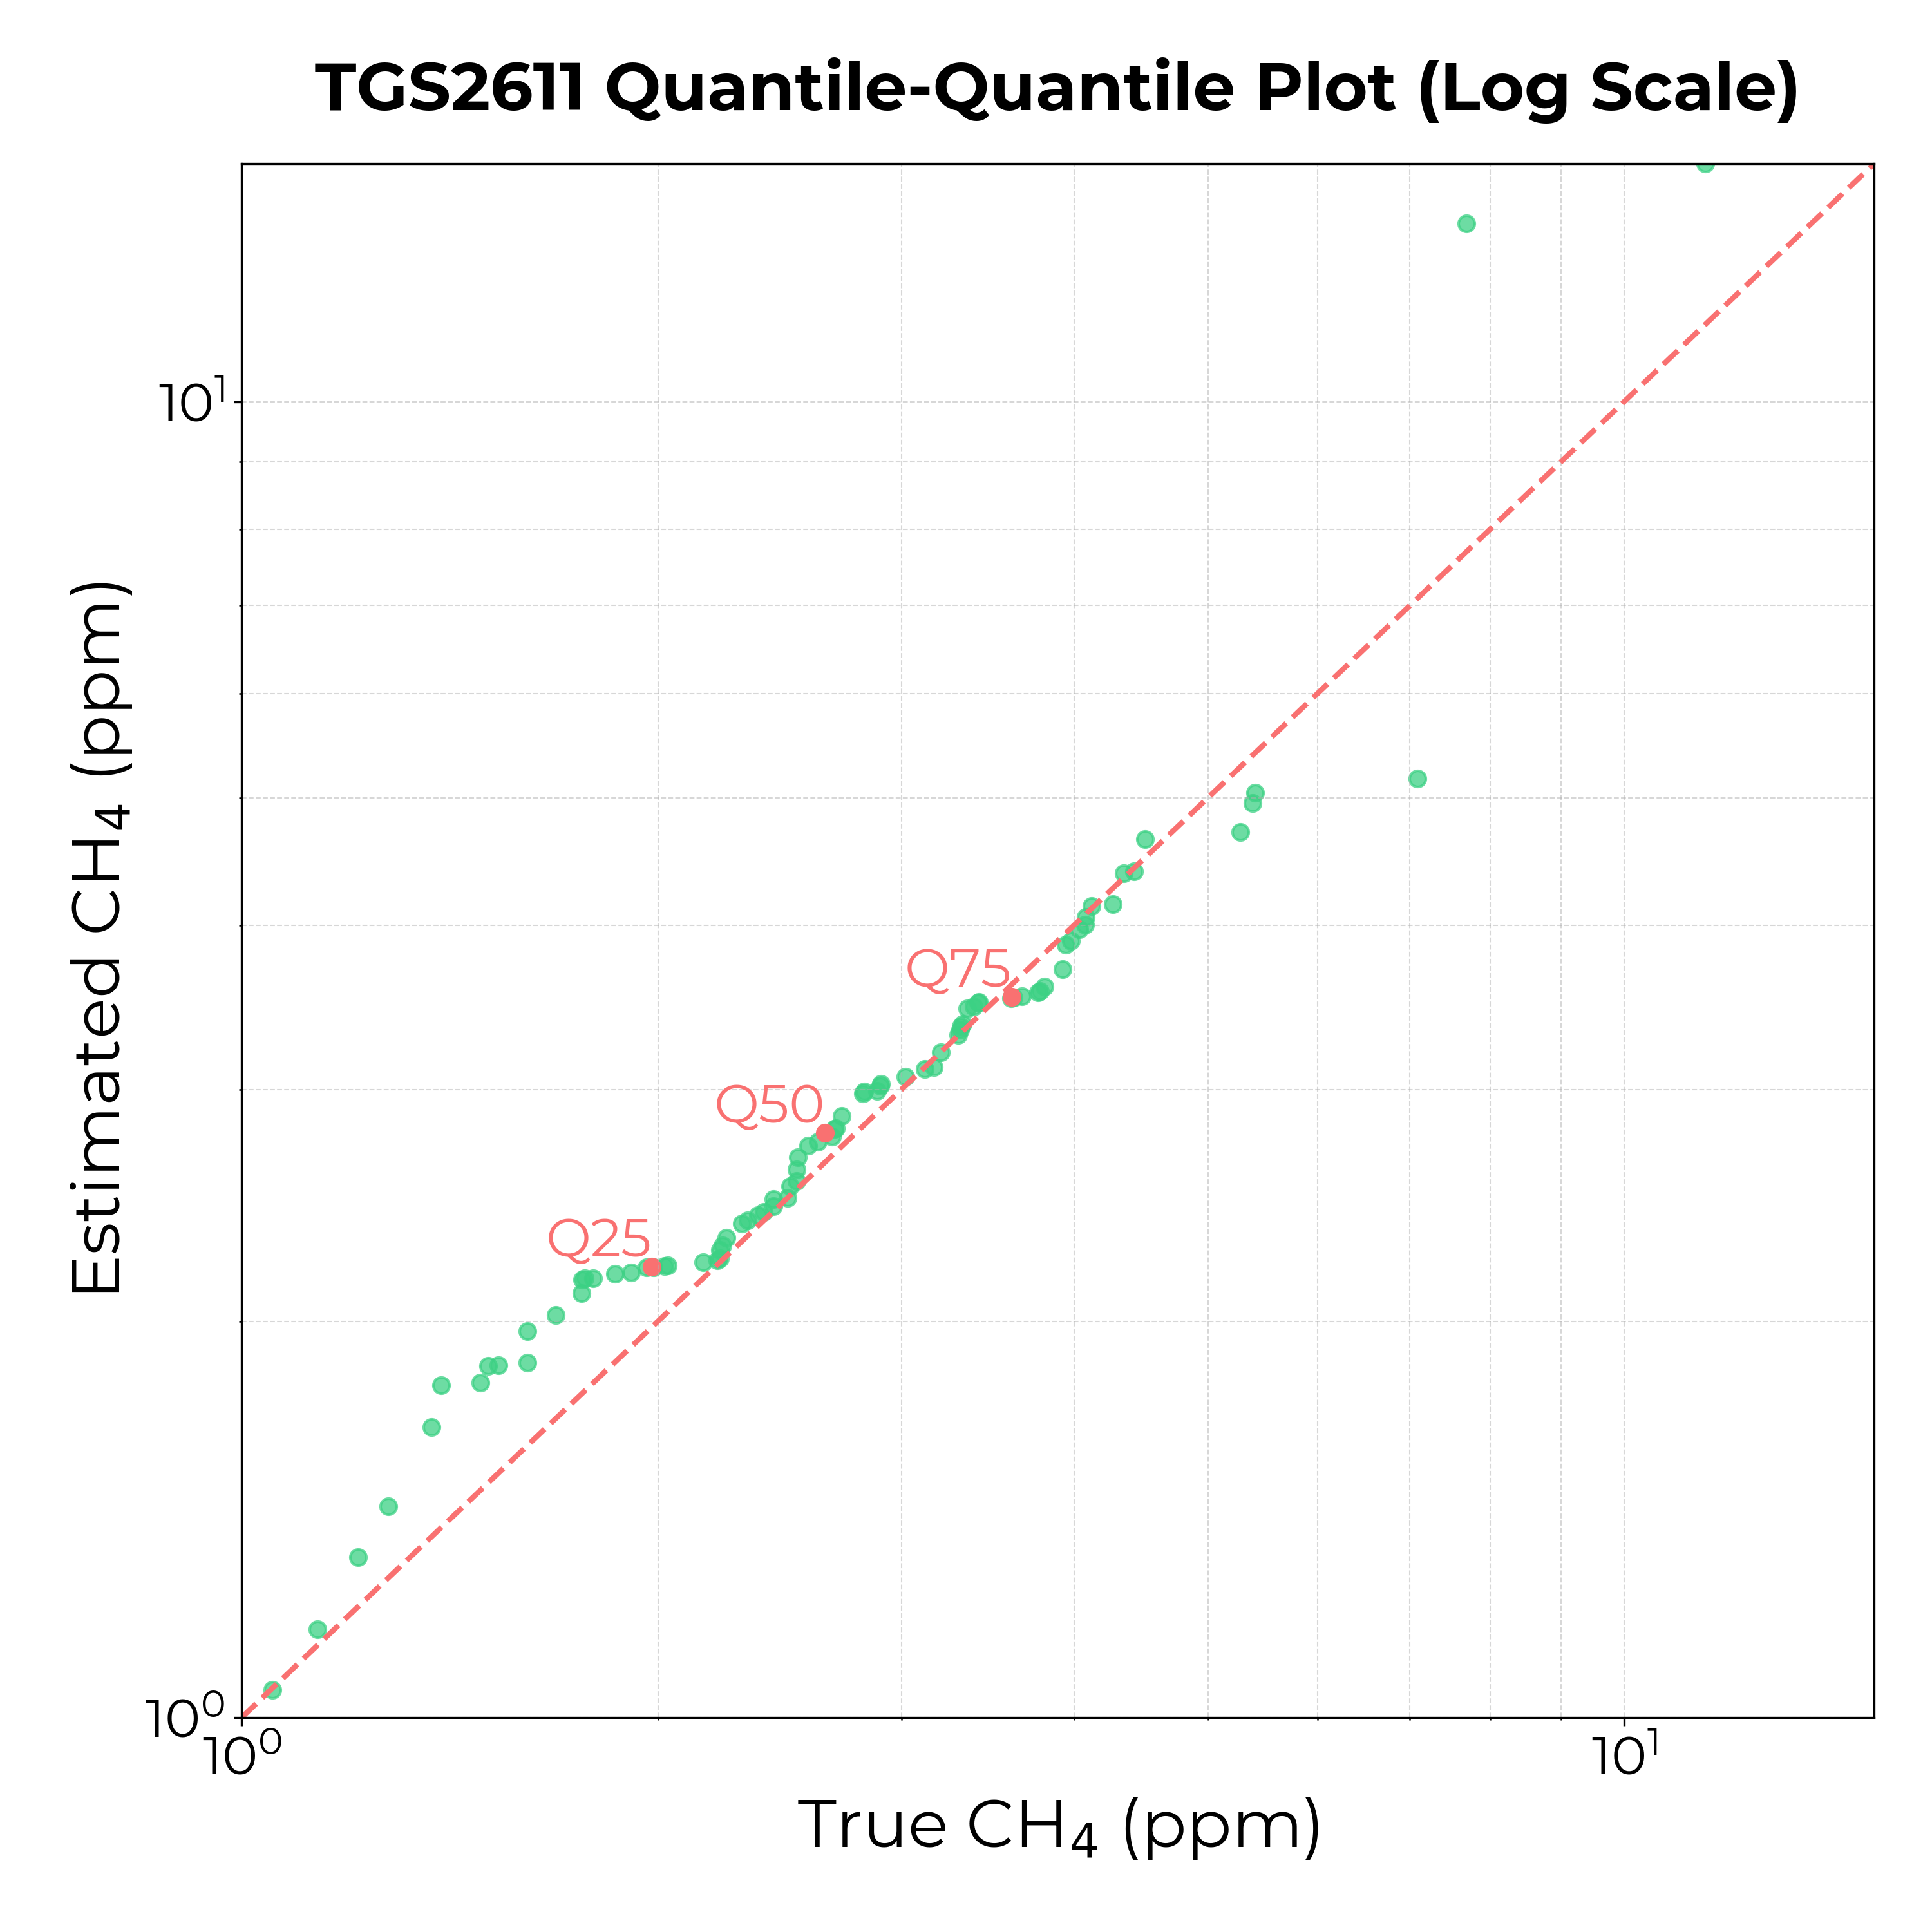 TGS2611 Quantile-Quantile Plot (Log Scale)
10¹
Estimated CH₄ (ppm)
Q75
Q50
Q25
10⁰
10⁰
10¹
True CH₄ (ppm)